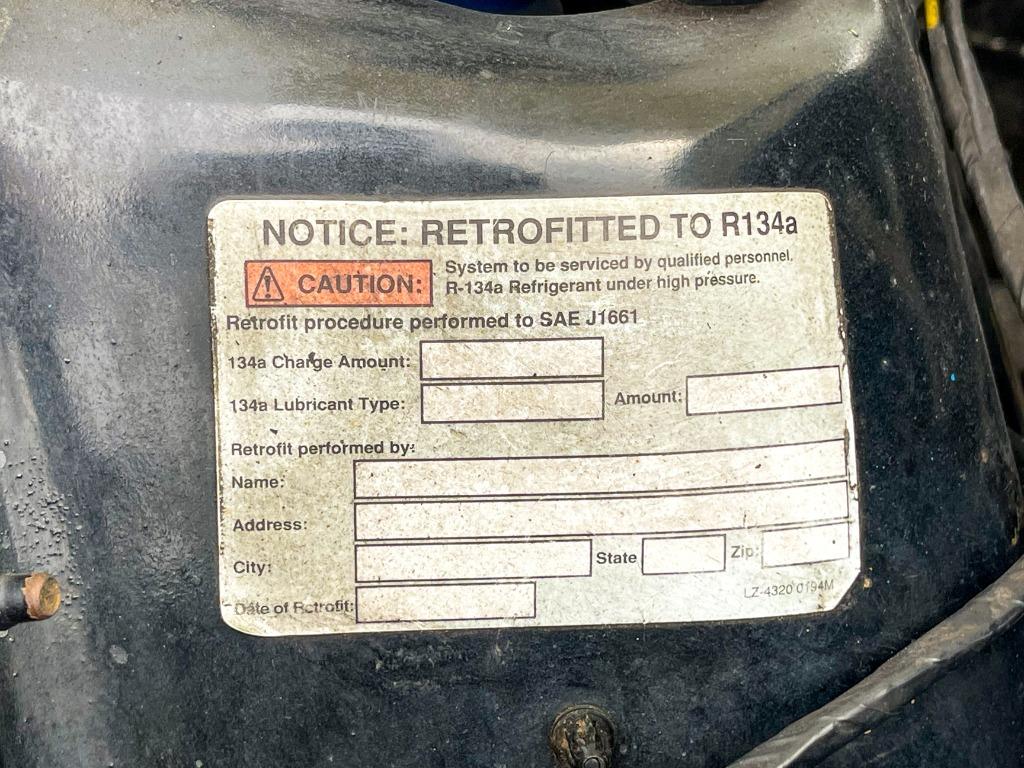 NOTICE: RETROFITTED TO R134a
CAUTION:
System to be serviced by qualified personnel.
R-134a Refrigerant under high pressure.
Retrofit procedure performed to SAE J1661
134a Charge Amount:
134a Lubricant Type: Amount:
Retrofit performed by:
Name:
Address:
City: State Zip:
Date of Retrofit:
LZ-4320 0194M